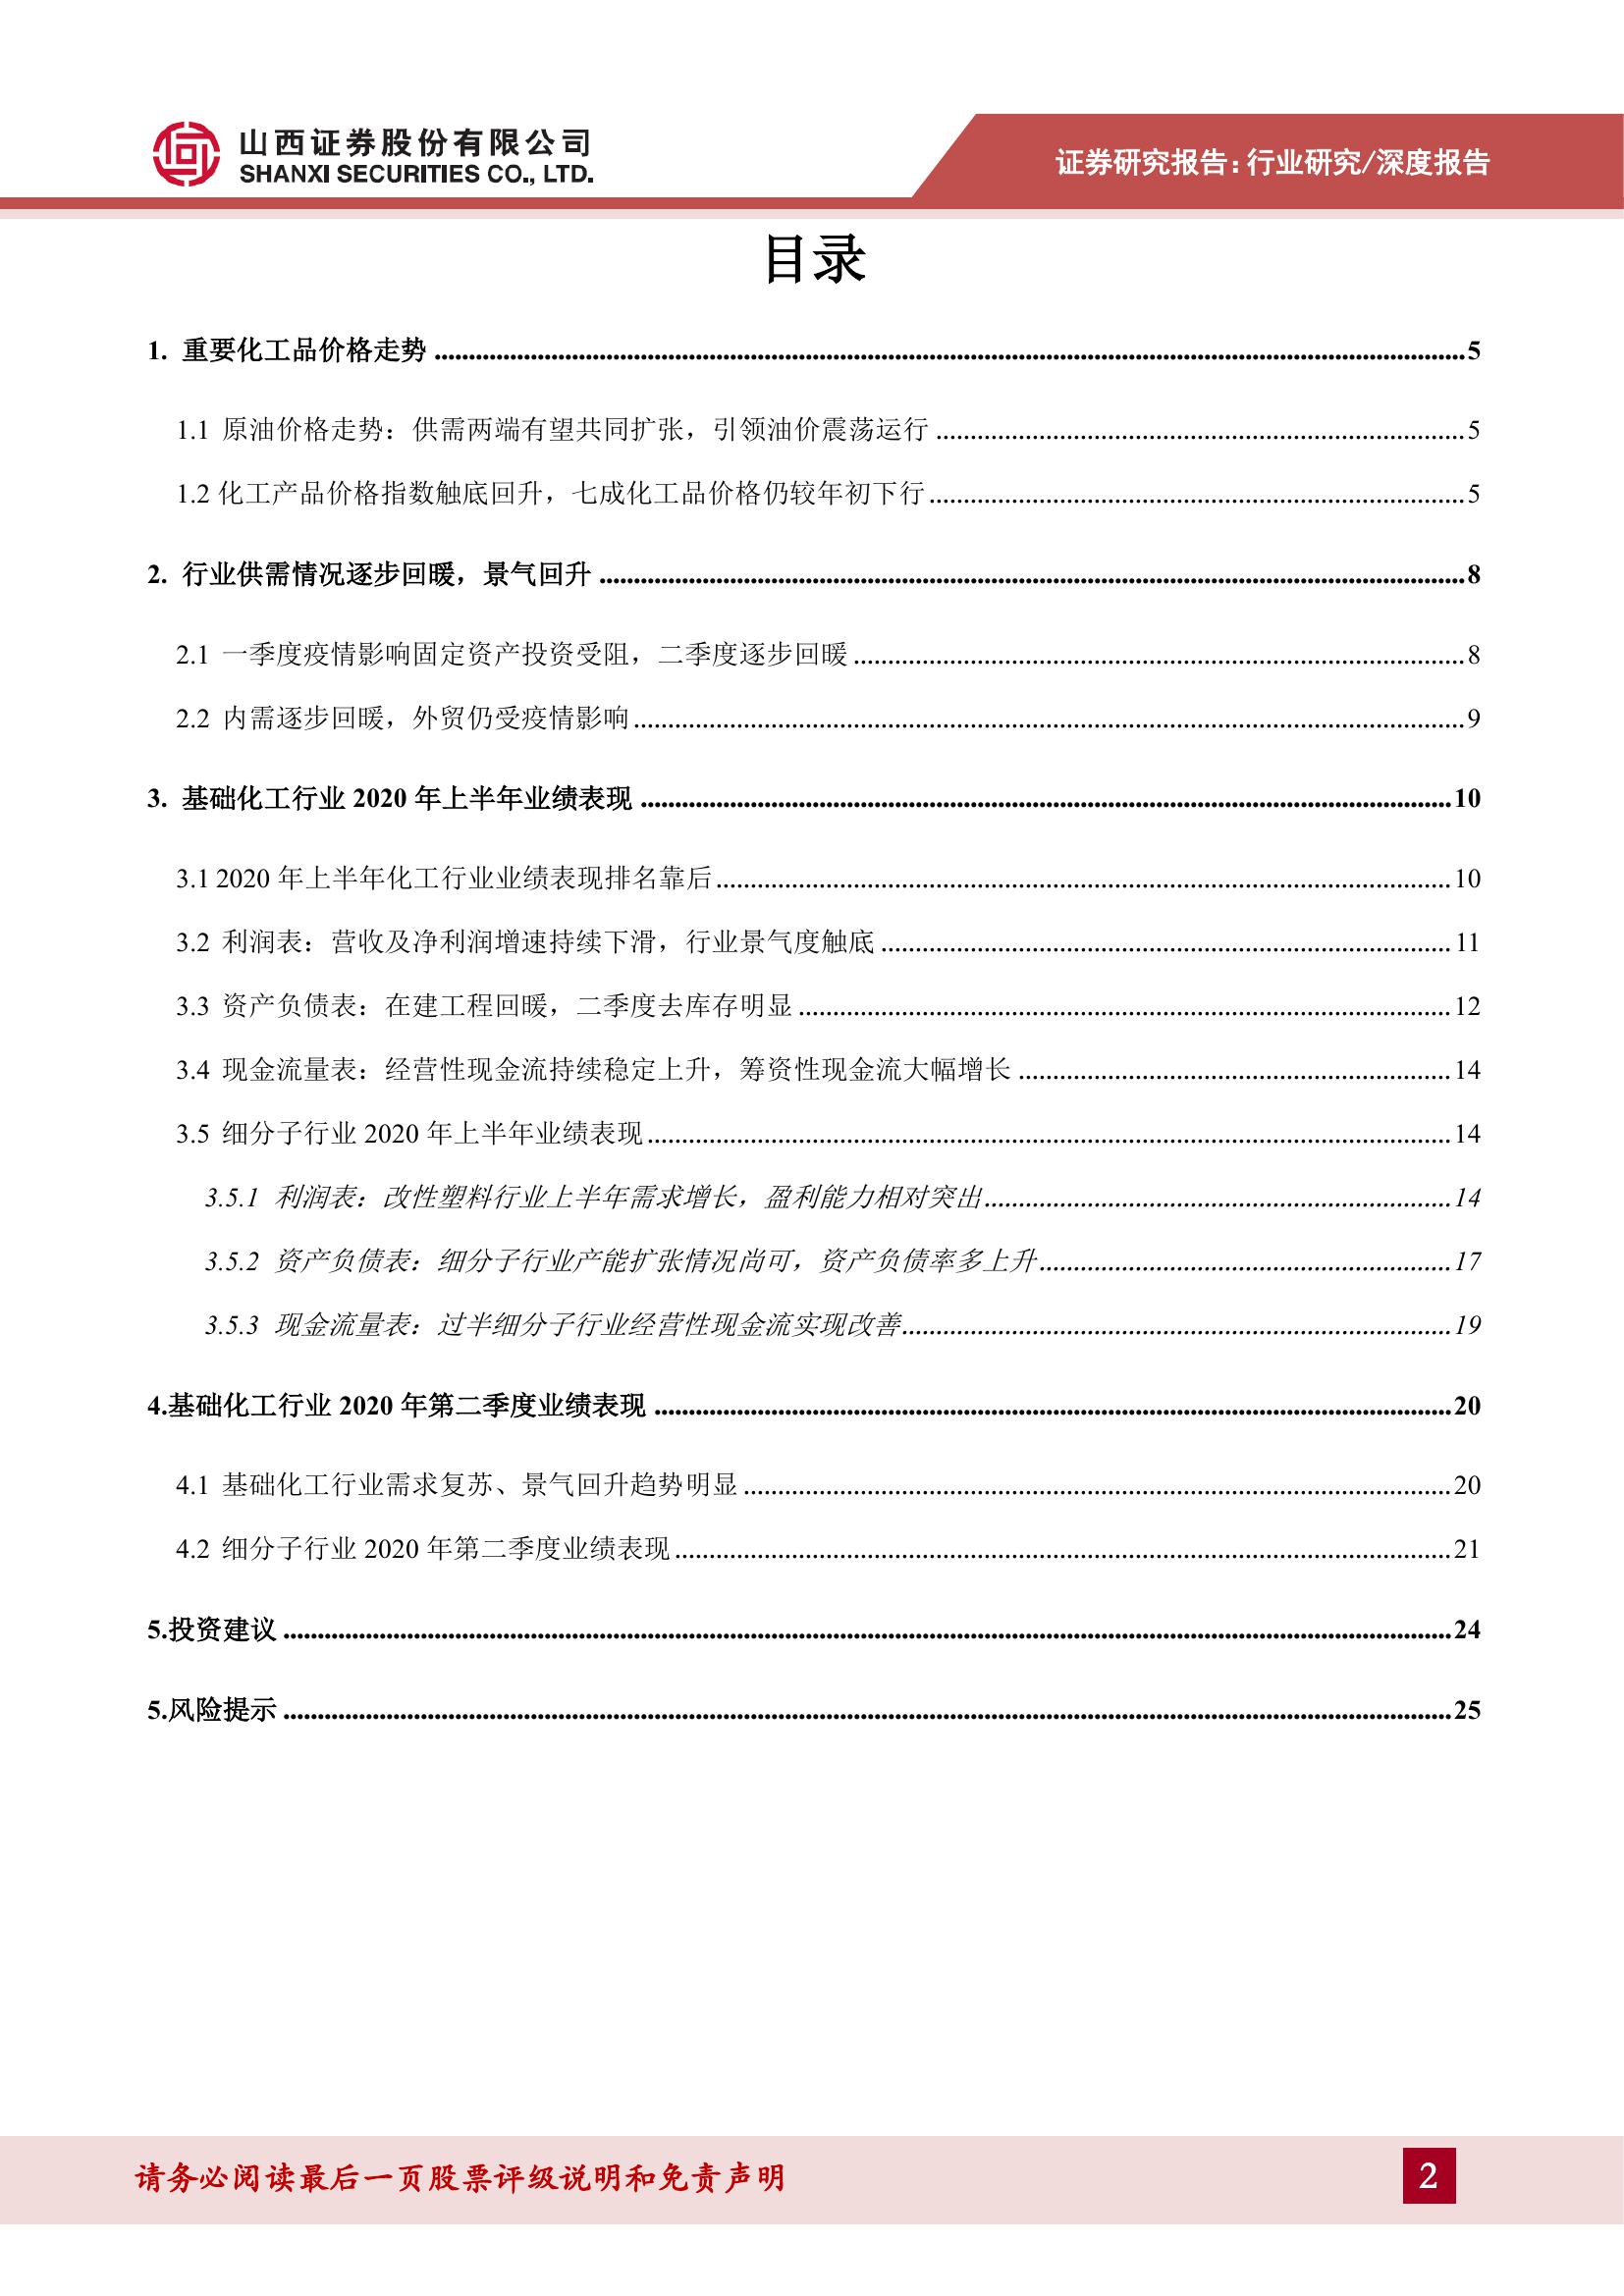 山西证券股份有限公司
SHANXI SECURITIES CO., LTD.
证券研究报告:行业研究/深度报告
目录
1. 重要化工品价格走势 5
1.1 原油价格走势：供需两端有望共同扩张，引领油价震荡运行 5
1.2 化工产品价格指数触底回升，七成化工品价格仍较年初下行 5
2. 行业供需情况逐步回暖，景气回升 8
2.1 一季度疫情影响固定资产投资受阻，二季度逐步回暖 8
2.2 内需逐步回暖，外贸仍受疫情影响 9
3. 基础化工行业 2020 年上半年业绩表现 10
3.1 2020 年上半年化工行业业绩表现排名靠后 10
3.2 利润表：营收及净利润增速持续下滑，行业景气度触底 11
3.3 资产负债表：在建工程回暖，二季度去库存明显 12
3.4 现金流量表：经营性现金流持续稳定上升，筹资性现金流大幅增长 14
3.5 细分子行业 2020 年上半年业绩表现 14
3.5.1 利润表：改性塑料行业上半年需求增长，盈利能力相对突出 14
3.5.2 资产负债表：细分子行业产能扩张情况尚可，资产负债率多上升 17
3.5.3 现金流量表：过半细分子行业经营性现金流实现改善 19
4.基础化工行业 2020 年第二季度业绩表现 20
4.1 基础化工行业需求复苏、景气回升趋势明显 20
4.2 细分子行业 2020 年第二季度业绩表现 21
5.投资建议 24
5.风险提示 25
请务必阅读最后一页股票评级说明和免责声明
2